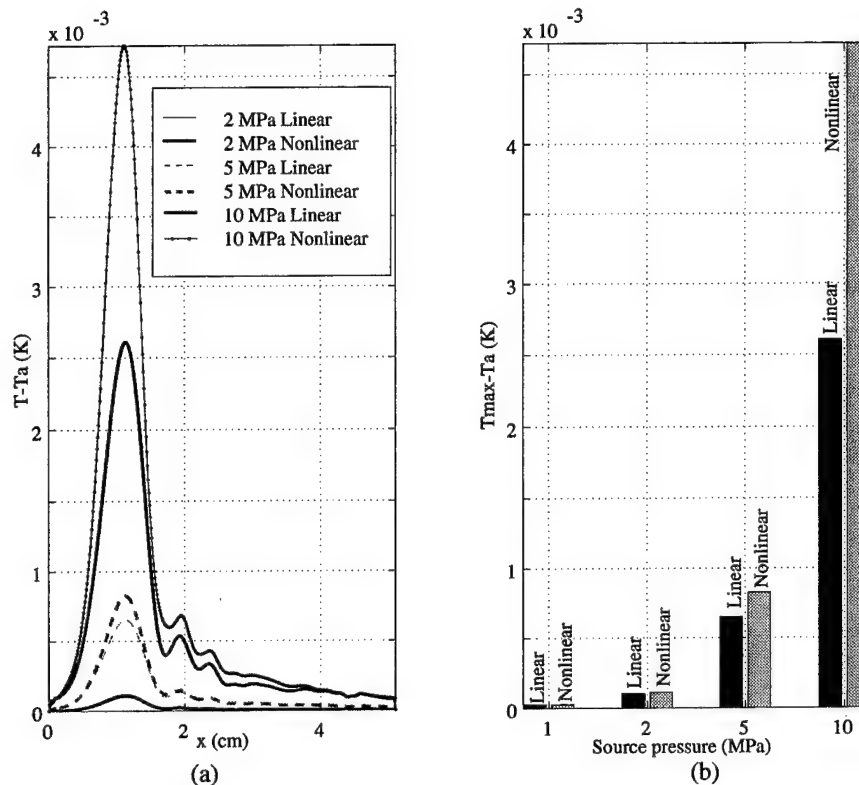 x 10 -3
4
3
2
1
0
T-Ta (K)
2 MPa Linear
2 MPa Nonlinear
5 MPa Linear
5 MPa Nonlinear
10 MPa Linear
10 MPa Nonlinear
0
2
4
x (cm)
(a)
x 10 -3
4
3
2
1
0
Tmax-Ta (K)
Linear
Nonlinear
Linear
Nonlinear
Linear
Nonlinear
Linear
Nonlinear
1
2
5
10
Source pressure (MPa)
(b)